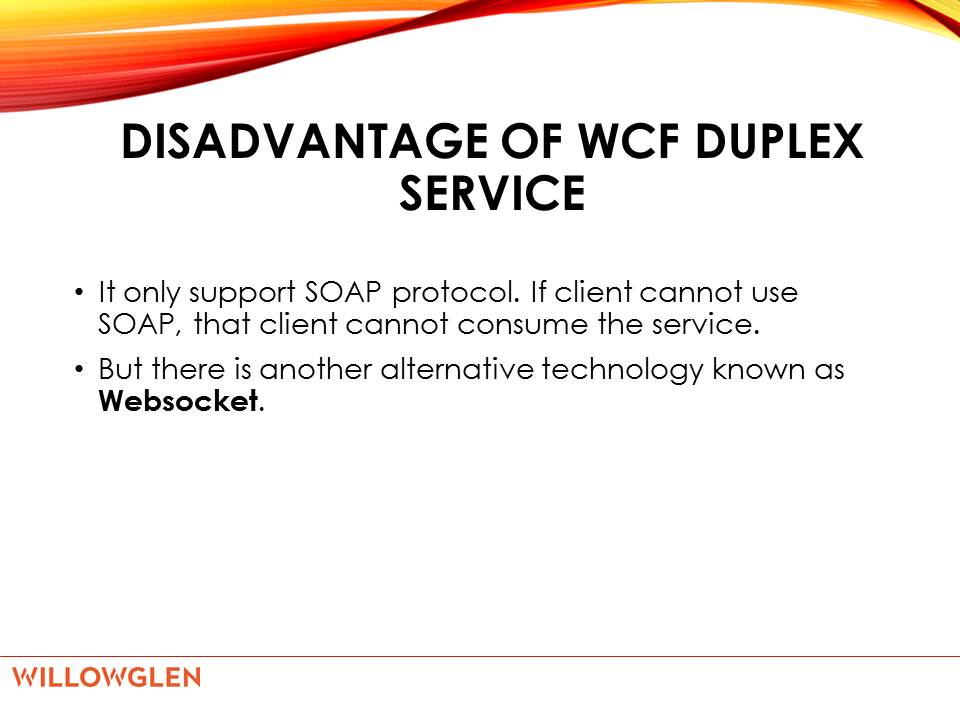 DISADVANTAGE OF WCF DUPLEX
SERVICE
• It only support SOAP protocol. If client cannot use
SOAP, that client cannot consume the service.
• But there is another alternative technology known as
Websocket.
WILLOWGLEN